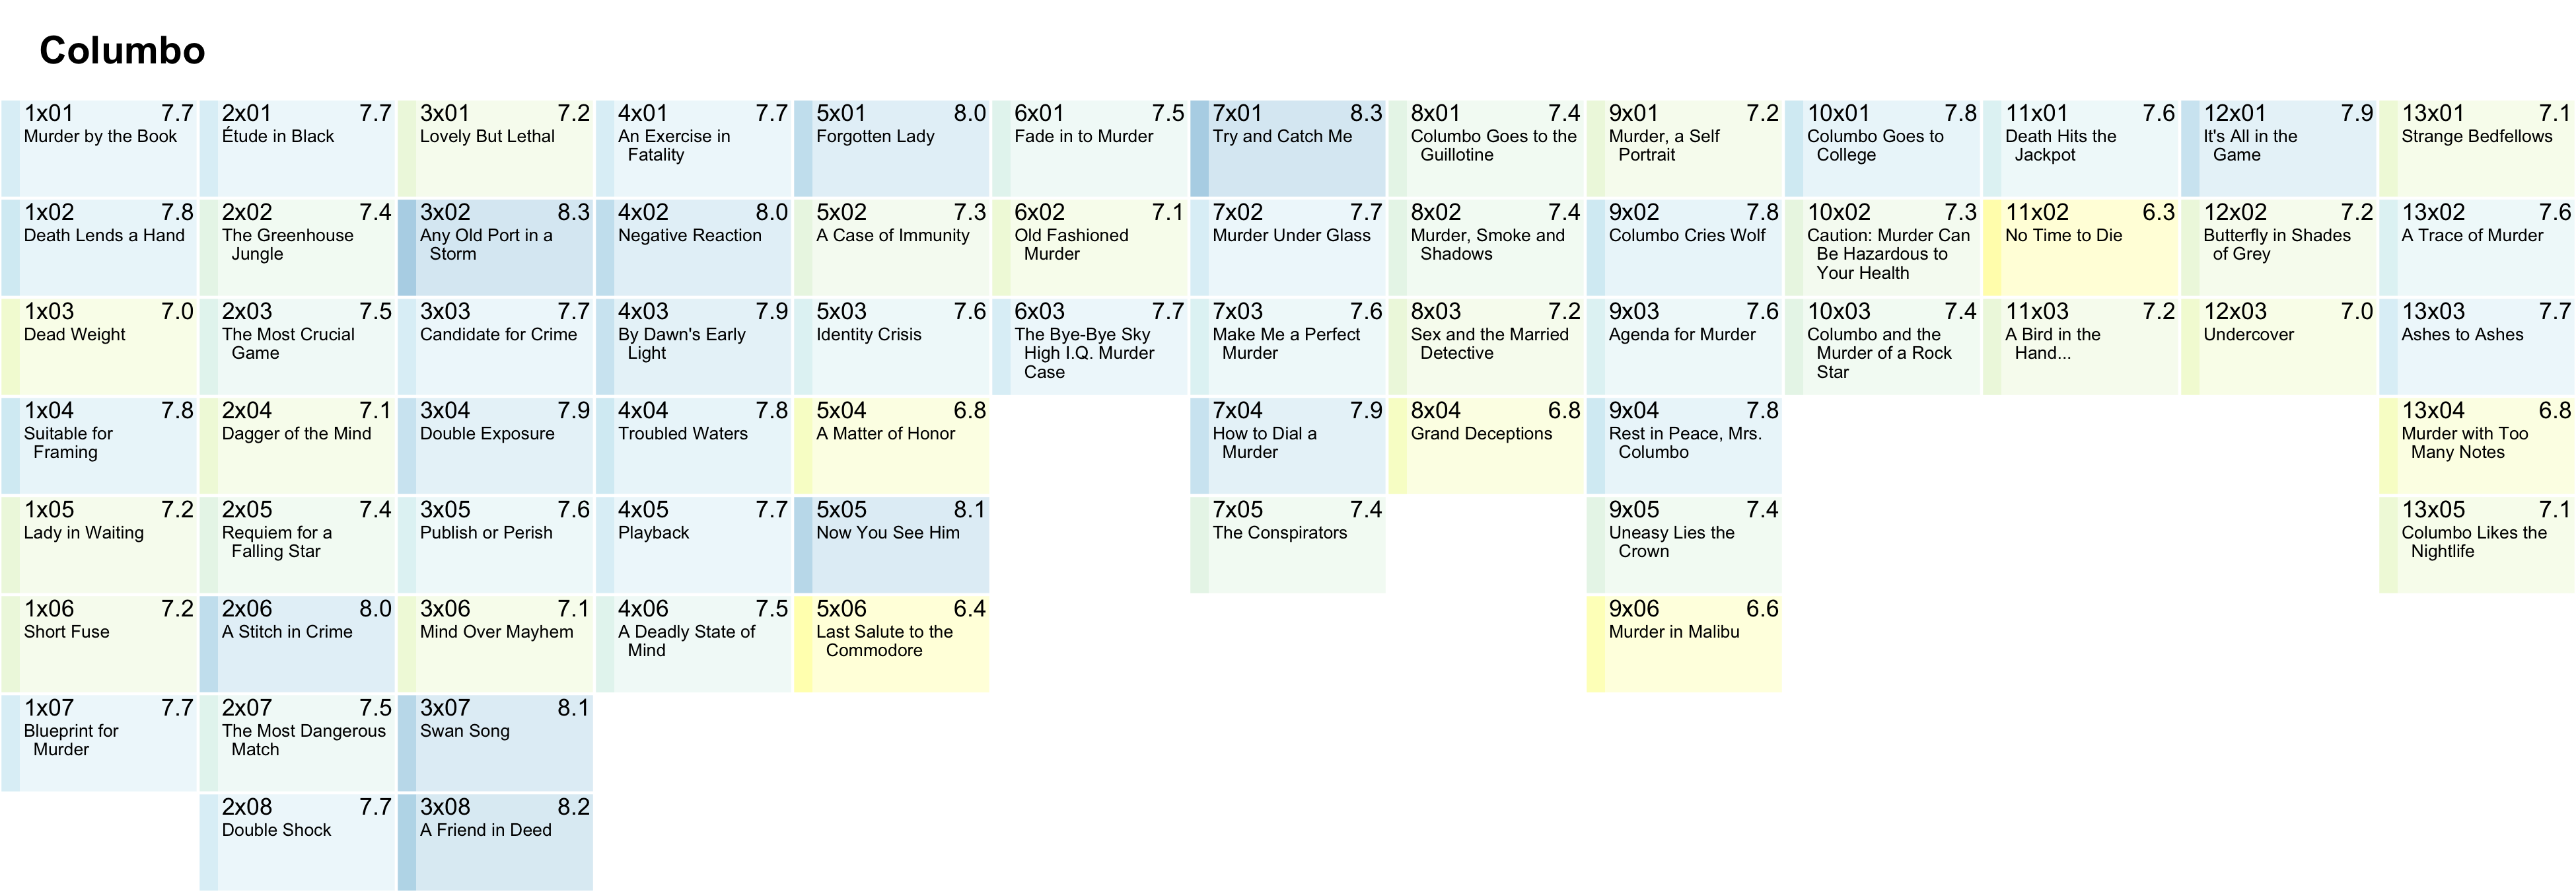 Columbo
1x01 7.7
Murder by the Book
1x02 7.8
Death Lends a Hand
1x03 7.0
Dead Weight
1x04 7.8
Suitable for
Framing
1x05 7.2
Lady in Waiting
1x06 7.2
Short Fuse
1x07 7.7
Blueprint for
Murder
2x01 7.7
Étude in Black
2x02 7.4
The Greenhouse
Jungle
2x03 7.5
The Most Crucial
Game
2x04 7.1
Dagger of the Mind
2x05 7.4
Requiem for a
Falling Star
2x06 8.0
A Stitch in Crime
2x07 7.5
The Most Dangerous
Match
2x08 7.7
Double Shock
3x01 7.2
Lovely But Lethal
3x02 8.3
Any Old Port in a
Storm
3x03 7.7
Candidate for Crime
3x04 7.9
Double Exposure
3x05 7.6
Publish or Perish
3x06 7.1
Mind Over Mayhem
3x07 8.1
Swan Song
3x08 8.2
A Friend in Deed
4x01 7.7
An Exercise in
Fatality
4x02 8.0
Negative Reaction
4x03 7.9
By Dawn's Early
Light
4x04 7.8
Troubled Waters
4x05 7.7
Playback
4x06 7.5
A Deadly State of
Mind
5x01 8.0
Forgotten Lady
5x02 7.3
A Case of Immunity
5x03 7.6
Identity Crisis
5x04 6.8
A Matter of Honor
5x05 8.1
Now You See Him
5x06 6.4
Last Salute to the
Commodore
6x01 7.5
Fade in to Murder
6x02 7.1
Old Fashioned
Murder
6x03 7.7
The Bye-Bye Sky
High I.Q. Murder
Case
7x01 8.3
Try and Catch Me
7x02 7.7
Murder Under Glass
7x03 7.6
Make Me a Perfect
Murder
7x04 7.9
How to Dial a
Murder
7x05 7.4
The Conspirators
8x01 7.4
Columbo Goes to the
Guillotine
8x02 7.4
Murder, Smoke and
Shadows
8x03 7.2
Sex and the Married
Detective
8x04 6.8
Grand Deceptions
9x01 7.2
Murder, a Self
Portrait
9x02 7.8
Columbo Cries Wolf
9x03 7.6
Agenda for Murder
9x04 7.8
Rest in Peace, Mrs.
Columbo
9x05 7.4
Uneasy Lies the
Crown
9x06 6.6
Murder in Malibu
10x01 7.8
Columbo Goes to
College
10x02 7.3
Caution: Murder Can
Be Hazardous to
Your Health
10x03 7.4
Columbo and the
Murder of a Rock
Star
11x01 7.6
Death Hits the
Jackpot
11x02 6.3
No Time to Die
11x03 7.2
A Bird in the
Hand...
12x01 7.9
It's All in the
Game
12x02 7.2
Butterfly in Shades
of Grey
12x03 7.0
Undercover
13x01 7.1
Strange Bedfellows
13x02 7.6
A Trace of Murder
13x03 7.7
Ashes to Ashes
13x04 6.8
Murder with Too
Many Notes
13x05 7.1
Columbo Likes the
Nightlife